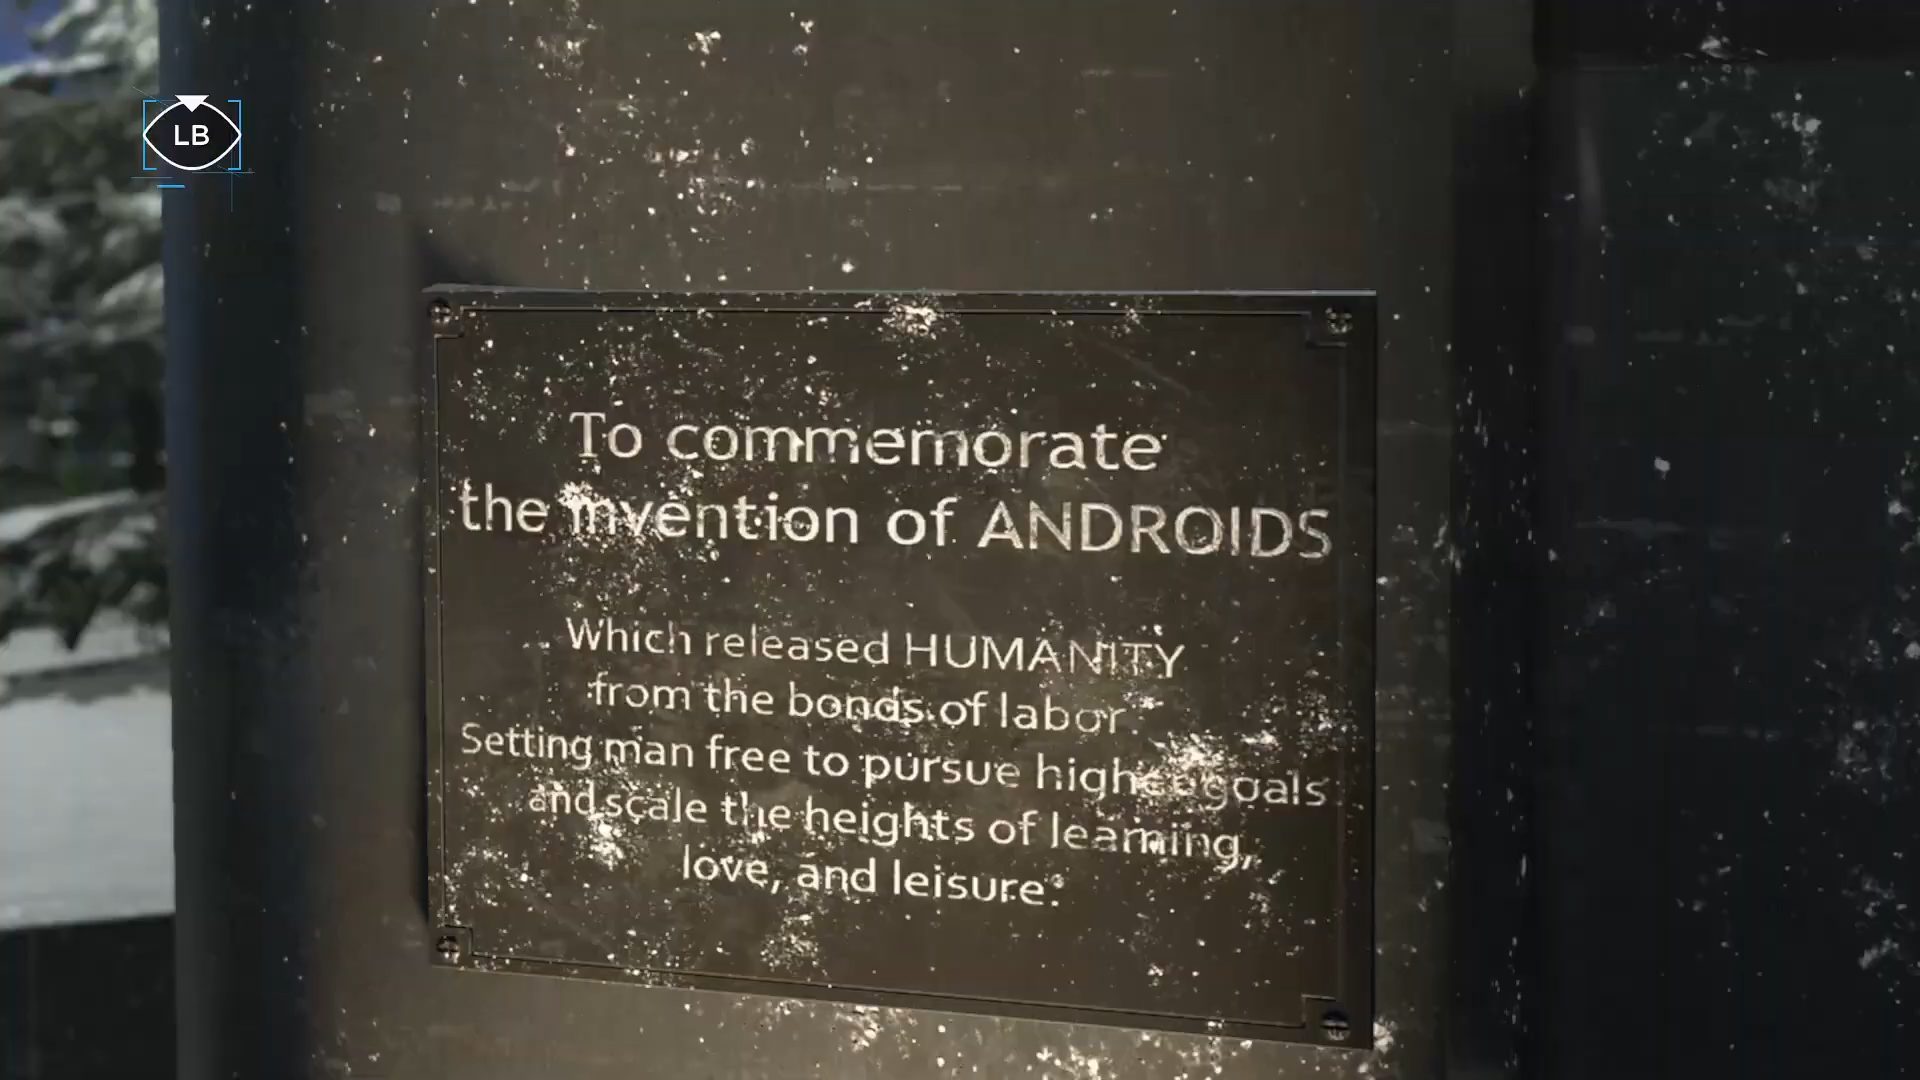 LB
To commemorate
the invention of ANDROIDS
Which released HUMANITY
from the bonds of labor
Setting man free to pursue higher goals
and scale the heights of learning,
love, and leisure.